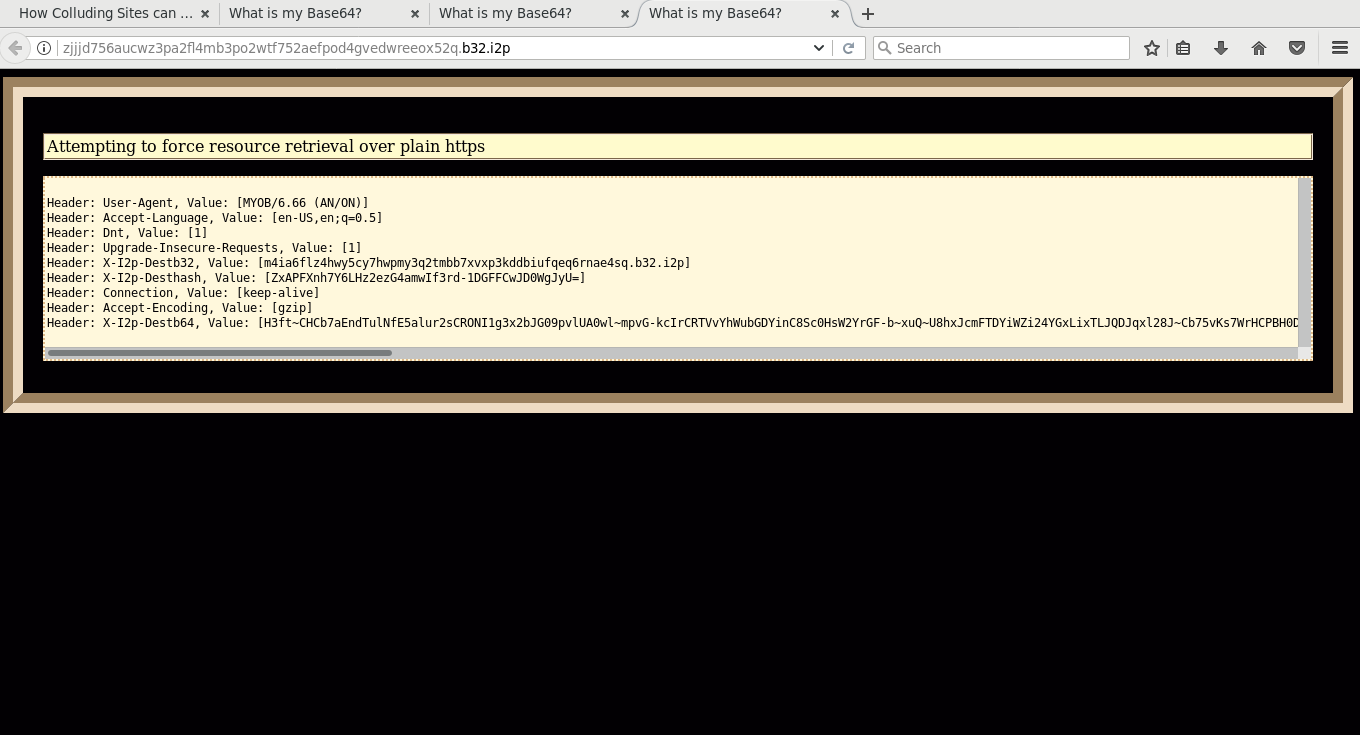 How Colluding Sites can ...
What is my Base64?
What is my Base64?
What is my Base64?
zjjjd756aucwz3pa2fl4mb3po2wtf752aefpod4gvedwreeox52q.b32.i2p
Search
Attempting to force resource retrieval over plain https
Header: User-Agent, Value: [MYOB/6.66 (AN/ON)]
Header: Accept-Language, Value: [en-US,en;q=0.5]
Header: Dnt, Value: [1]
Header: Upgrade-Insecure-Requests, Value: [1]
Header: X-I2p-Destb32, Value: [m4ia6flz4hwy5cy7hwpmy3q2tmbb7xvxp3kddbiufqeq6rnae4sq.b32.i2p]
Header: X-I2p-Desthash, Value: [ZxAPFXnh7Y6LHz2ezG4amwIf3rd-1DGFFCwJD0WgJyU=]
Header: Connection, Value: [keep-alive]
Header: Accept-Encoding, Value: [gzip]
Header: X-I2p-Destb64, Value: [H3ft~CHCb7aEndTulNfE5alur2sCRONI1g3x2bJG09pvlUA0wl~mpvG-kcIrCRTVvYhWubGDYinC8Sc0HsW2YrGF-b~xuQ~U8hxJcmFTDYiWZi24YGxLixTLJQDJqxl28J~Cb75vKs7WrHCPBH0D